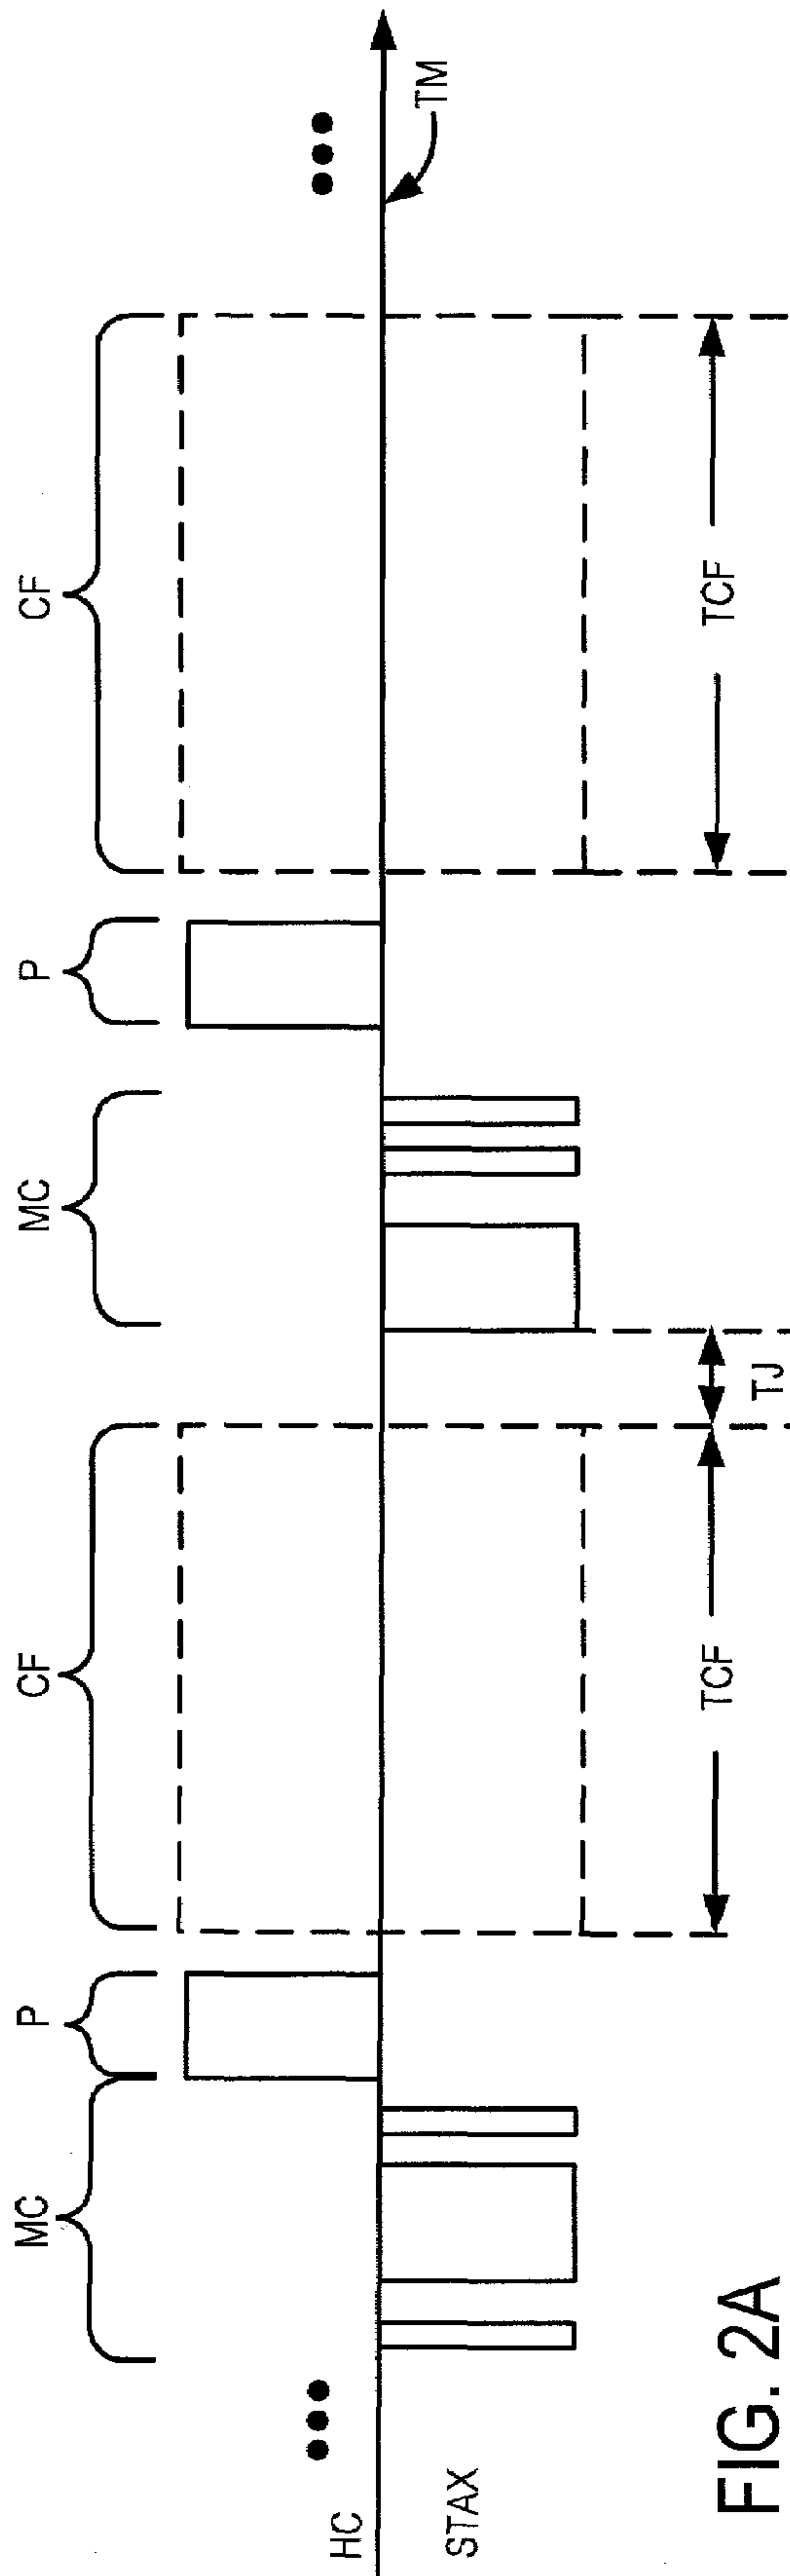 MC P CF MC P CF
HC
TM
STAX
TCF TJ TCF
FIG. 2A